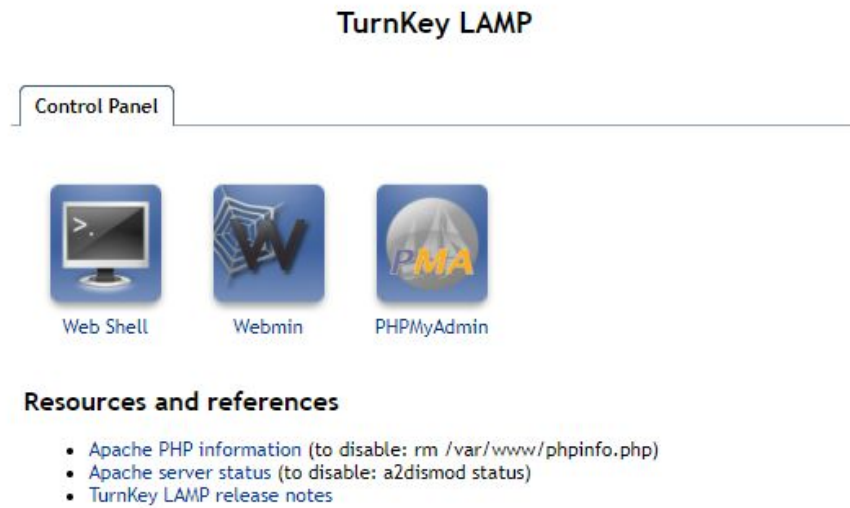 TurnKey LAMP
Control Panel
>.
W
PMA
Web Shell
Webmin
PHPMyAdmin
Resources and references
Apache PHP information (to disable: rm /var/www/phpinfo.php)
Apache server status (to disable: a2dismod status)
TurnKey LAMP release notes